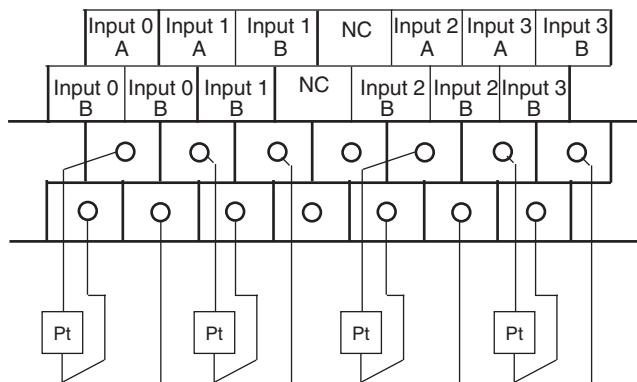 Input 0 Input 1 Input 1 NC Input 2 Input 3 Input 3
A A B A A B
Input 0 Input 0 Input 1 NC Input 2 Input 2 Input 3
B B B B B B
Pt Pt Pt Pt